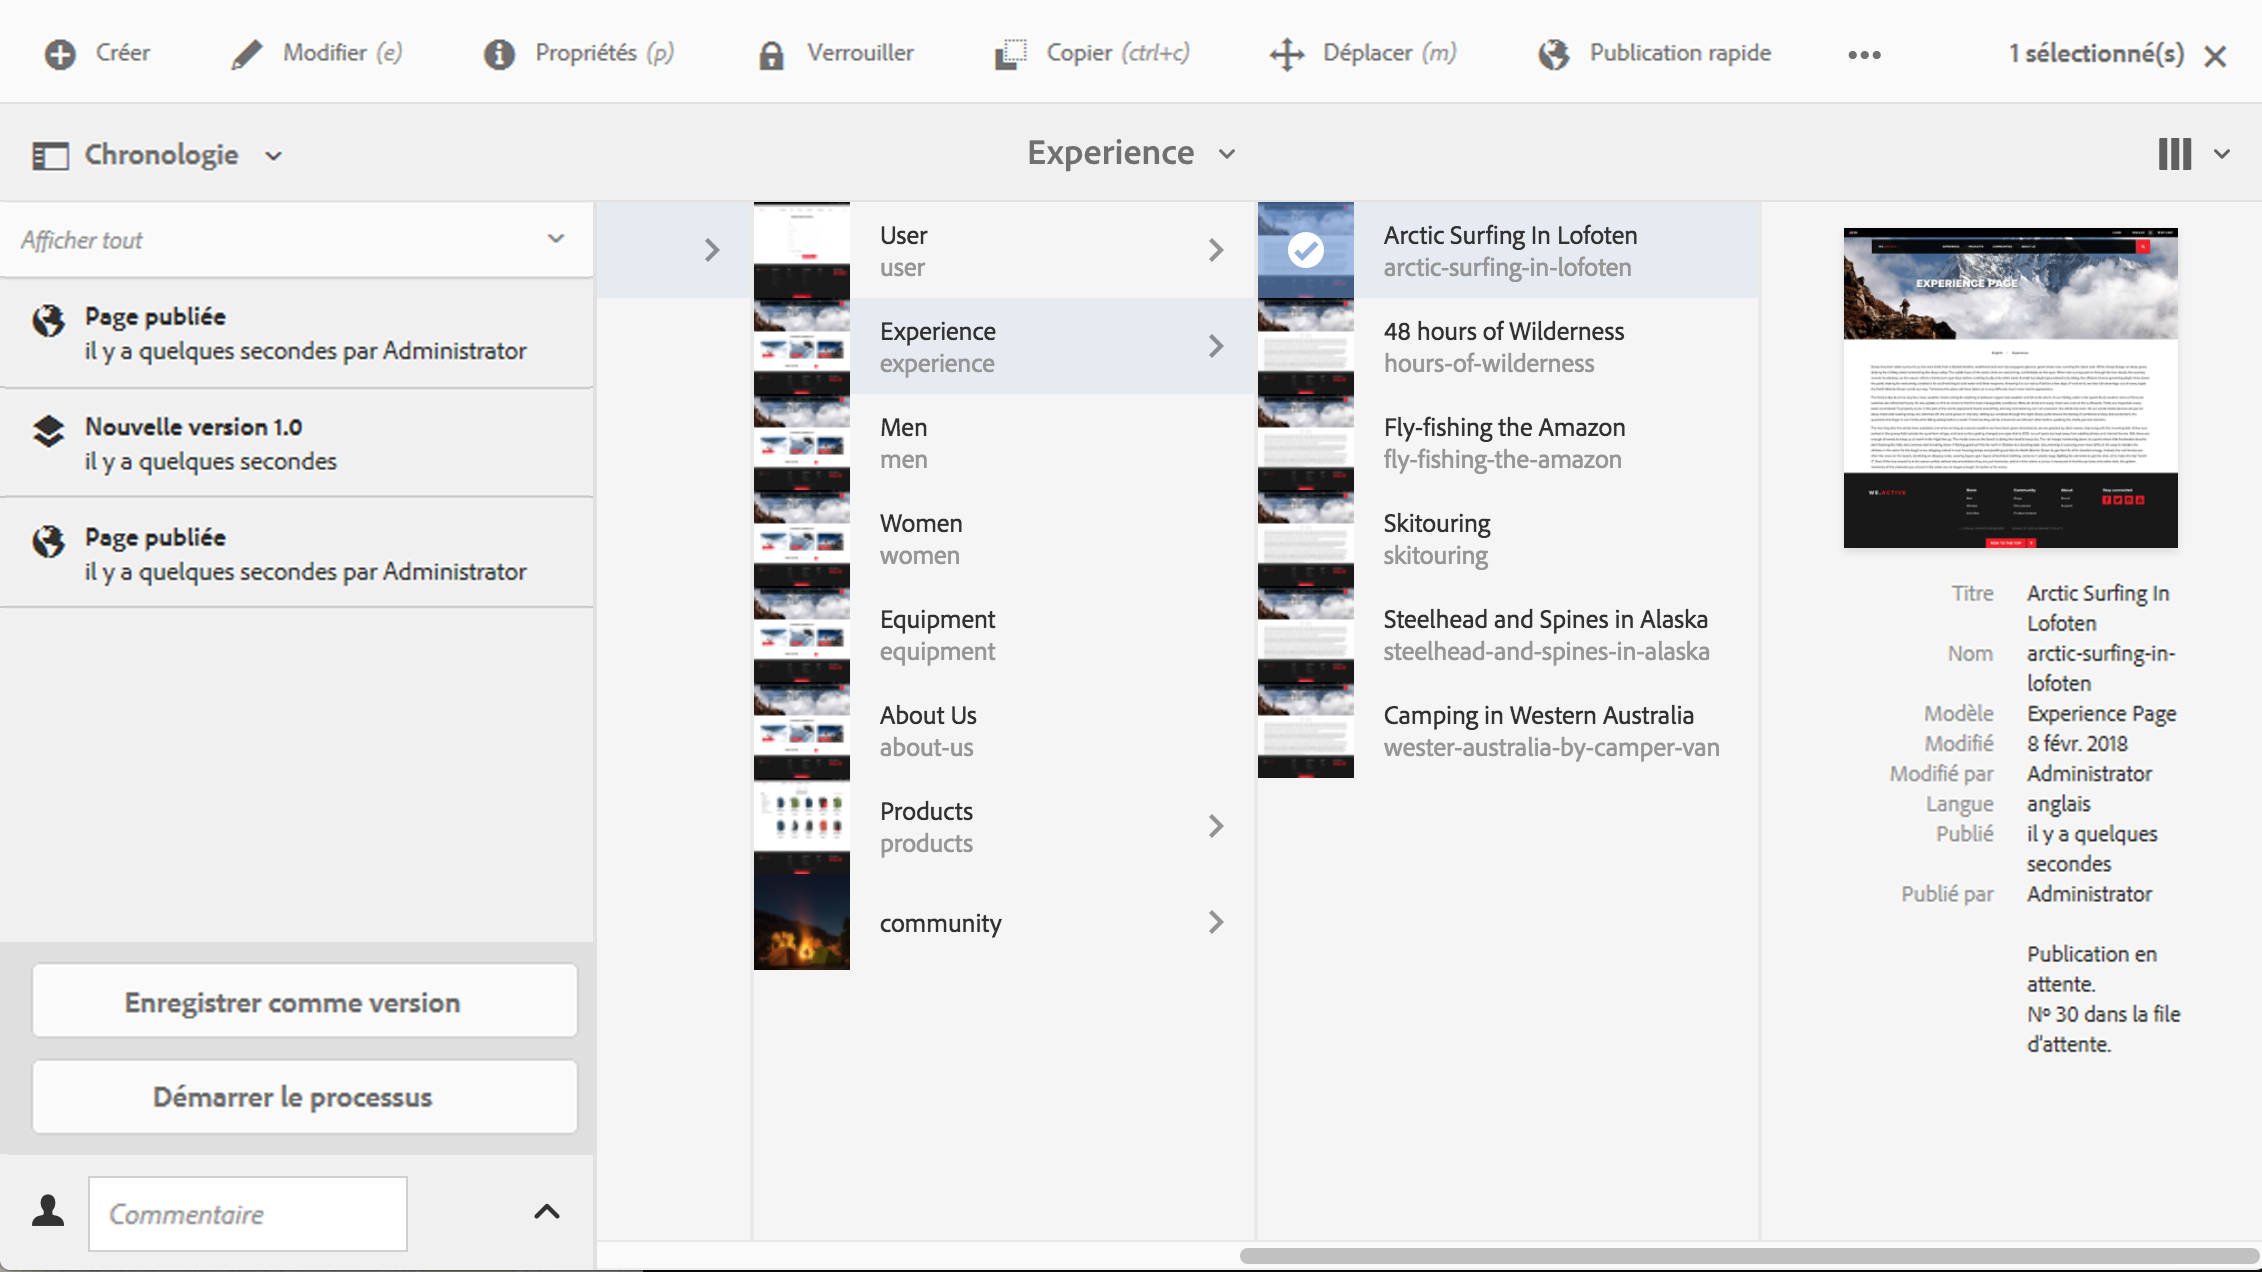 Créer
Modifier (e)
Propriétés (p)
Verrouiller
Copier (ctrl+c)
Déplacer (m)
Publication rapide
1 sélectionné(s)
Chronologie
Experience
Afficher tout
Page publiée
il y a quelques secondes par Administrator
Nouvelle version 1.0
il y a quelques secondes
Page publiée
il y a quelques secondes par Administrator
Enregistrer comme version
Démarrer le processus
Commentaire
User
user
Experience
experience
Men
men
Women
women
Equipment
equipment
About Us
about-us
Products
products
community
Arctic Surfing In Lofoten
arctic-surfing-in-lofoten
48 hours of Wilderness
hours-of-wilderness
Fly-fishing the Amazon
fly-fishing-the-amazon
Skitouring
skitouring
Steelhead and Spines in Alaska
steelhead-and-spines-in-alaska
Camping in Western Australia
wester-australia-by-camper-van
EXPERIENCE PAGE
WE.ACTIVE
Titre Arctic Surfing In
Lofoten
Nom arctic-surfing-in-
lofoten
Modèle Experience Page
Modifié 8 févr. 2018
Modifié par Administrator
Langue anglais
Publié il y a quelques
secondes
Publié par Administrator
Publication en
attente.
Nº 30 dans la file
d'attente.